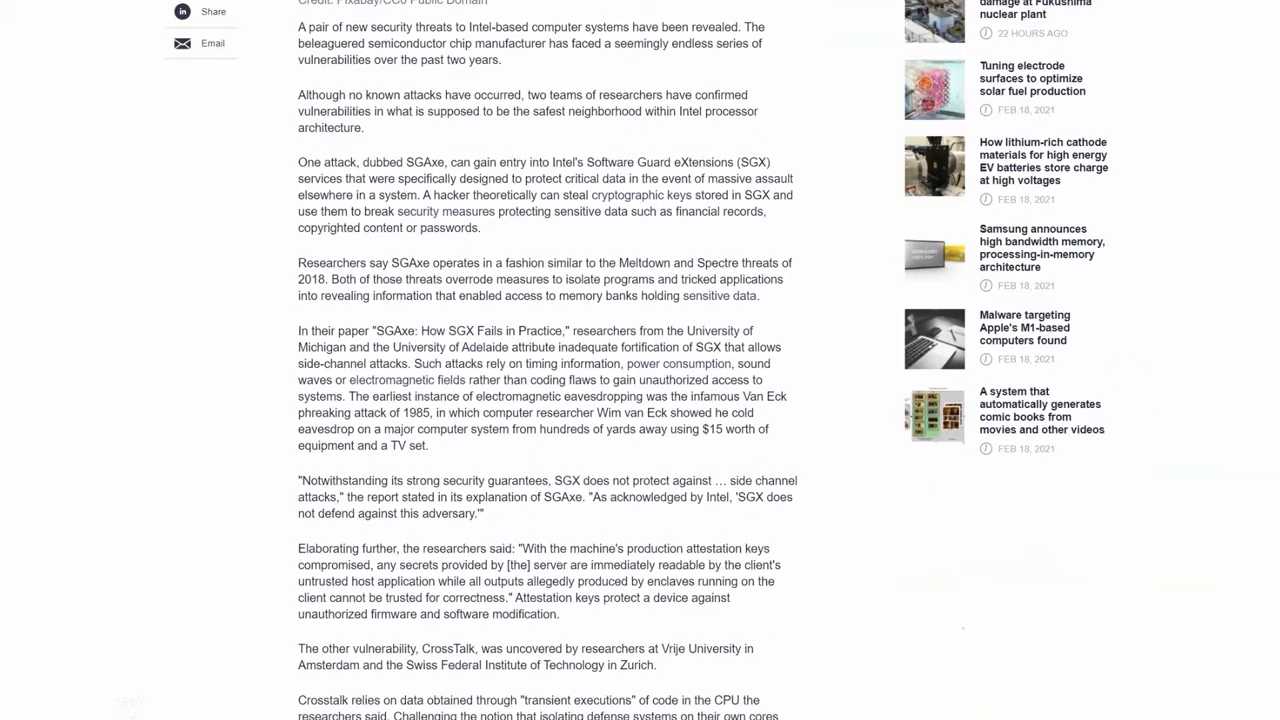 Share
Email
Credit: Pixabay/CC0 Public Domain
A pair of new security threats to Intel-based computer systems have been revealed. The
beleaguered semiconductor chip manufacturer has faced a seemingly endless series of
vulnerabilities over the past two years.
Although no known attacks have occurred, two teams of researchers have confirmed
vulnerabilities in what is supposed to be the safest neighborhood within Intel processor
architecture.
One attack, dubbed SGAxe, can gain entry into Intel's Software Guard eXtensions (SGX)
services that were specifically designed to protect critical data in the event of massive assault
elsewhere in a system. A hacker theoretically can steal cryptographic keys stored in SGX and
use them to break security measures protecting sensitive data such as financial records,
copyrighted content or passwords.
Researchers say SGAxe operates in a fashion similar to the Meltdown and Spectre threats of
2018. Both of those threats overrode measures to isolate programs and tricked applications
into revealing information that enabled access to memory banks holding sensitive data.
In their paper "SGAxe: How SGX Fails in Practice," researchers from the University of
Michigan and the University of Adelaide attribute inadequate fortification of SGX that allows
side-channel attacks. Such attacks rely on timing information, power consumption, sound
waves or electromagnetic fields rather than coding flaws to gain unauthorized access to
systems. The earliest instance of electromagnetic eavesdropping was the infamous Van Eck
phreaking attack of 1985, in which computer researcher Wim van Eck showed he cold
eavesdrop on a major computer system from hundreds of yards away using $15 worth of
equipment and a TV set.
"Notwithstanding its strong security guarantees, SGX does not protect against … side channel
attacks," the report stated in its explanation of SGAxe. "As acknowledged by Intel, 'SGX does
not defend against this adversary.'"
Elaborating further, the researchers said: "With the machine's production attestation keys
compromised, any secrets provided by [the] server are immediately readable by the client's
untrusted host application while all outputs allegedly produced by enclaves running on the
client cannot be trusted for correctness." Attestation keys protect a device against
unauthorized firmware and software modification.
The other vulnerability, CrossTalk, was uncovered by researchers at Vrije University in
Amsterdam and the Swiss Federal Institute of Technology in Zurich.
Crosstalk relies on data obtained through "transient executions" of code in the CPU the
researchers said. Challenging the notion that isolating defense systems on their own cores
damage at Fukushima
nuclear plant
22 HOURS AGO
Tuning electrode
surfaces to optimize
solar fuel production
FEB 18, 2021
How lithium-rich cathode
materials for high energy
EV batteries store charge
at high voltages
FEB 18, 2021
Samsung announces
high bandwidth memory,
processing-in-memory
architecture
FEB 18, 2021
Malware targeting
Apple's M1-based
computers found
FEB 18, 2021
A system that
automatically generates
comic books from
movies and other videos
FEB 18, 2021